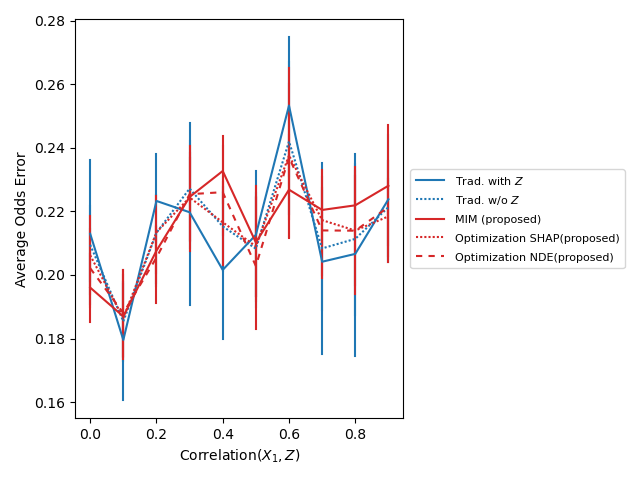 0.28
0.26
0.24
0.22
0.20
0.18
0.16
Average Odds Error
0.0 0.2 0.4 0.6 0.8
Correlation(X₁, Z)
Trad. with Z
Trad. w/o Z
MIM (proposed)
Optimization SHAP(proposed)
Optimization NDE(proposed)